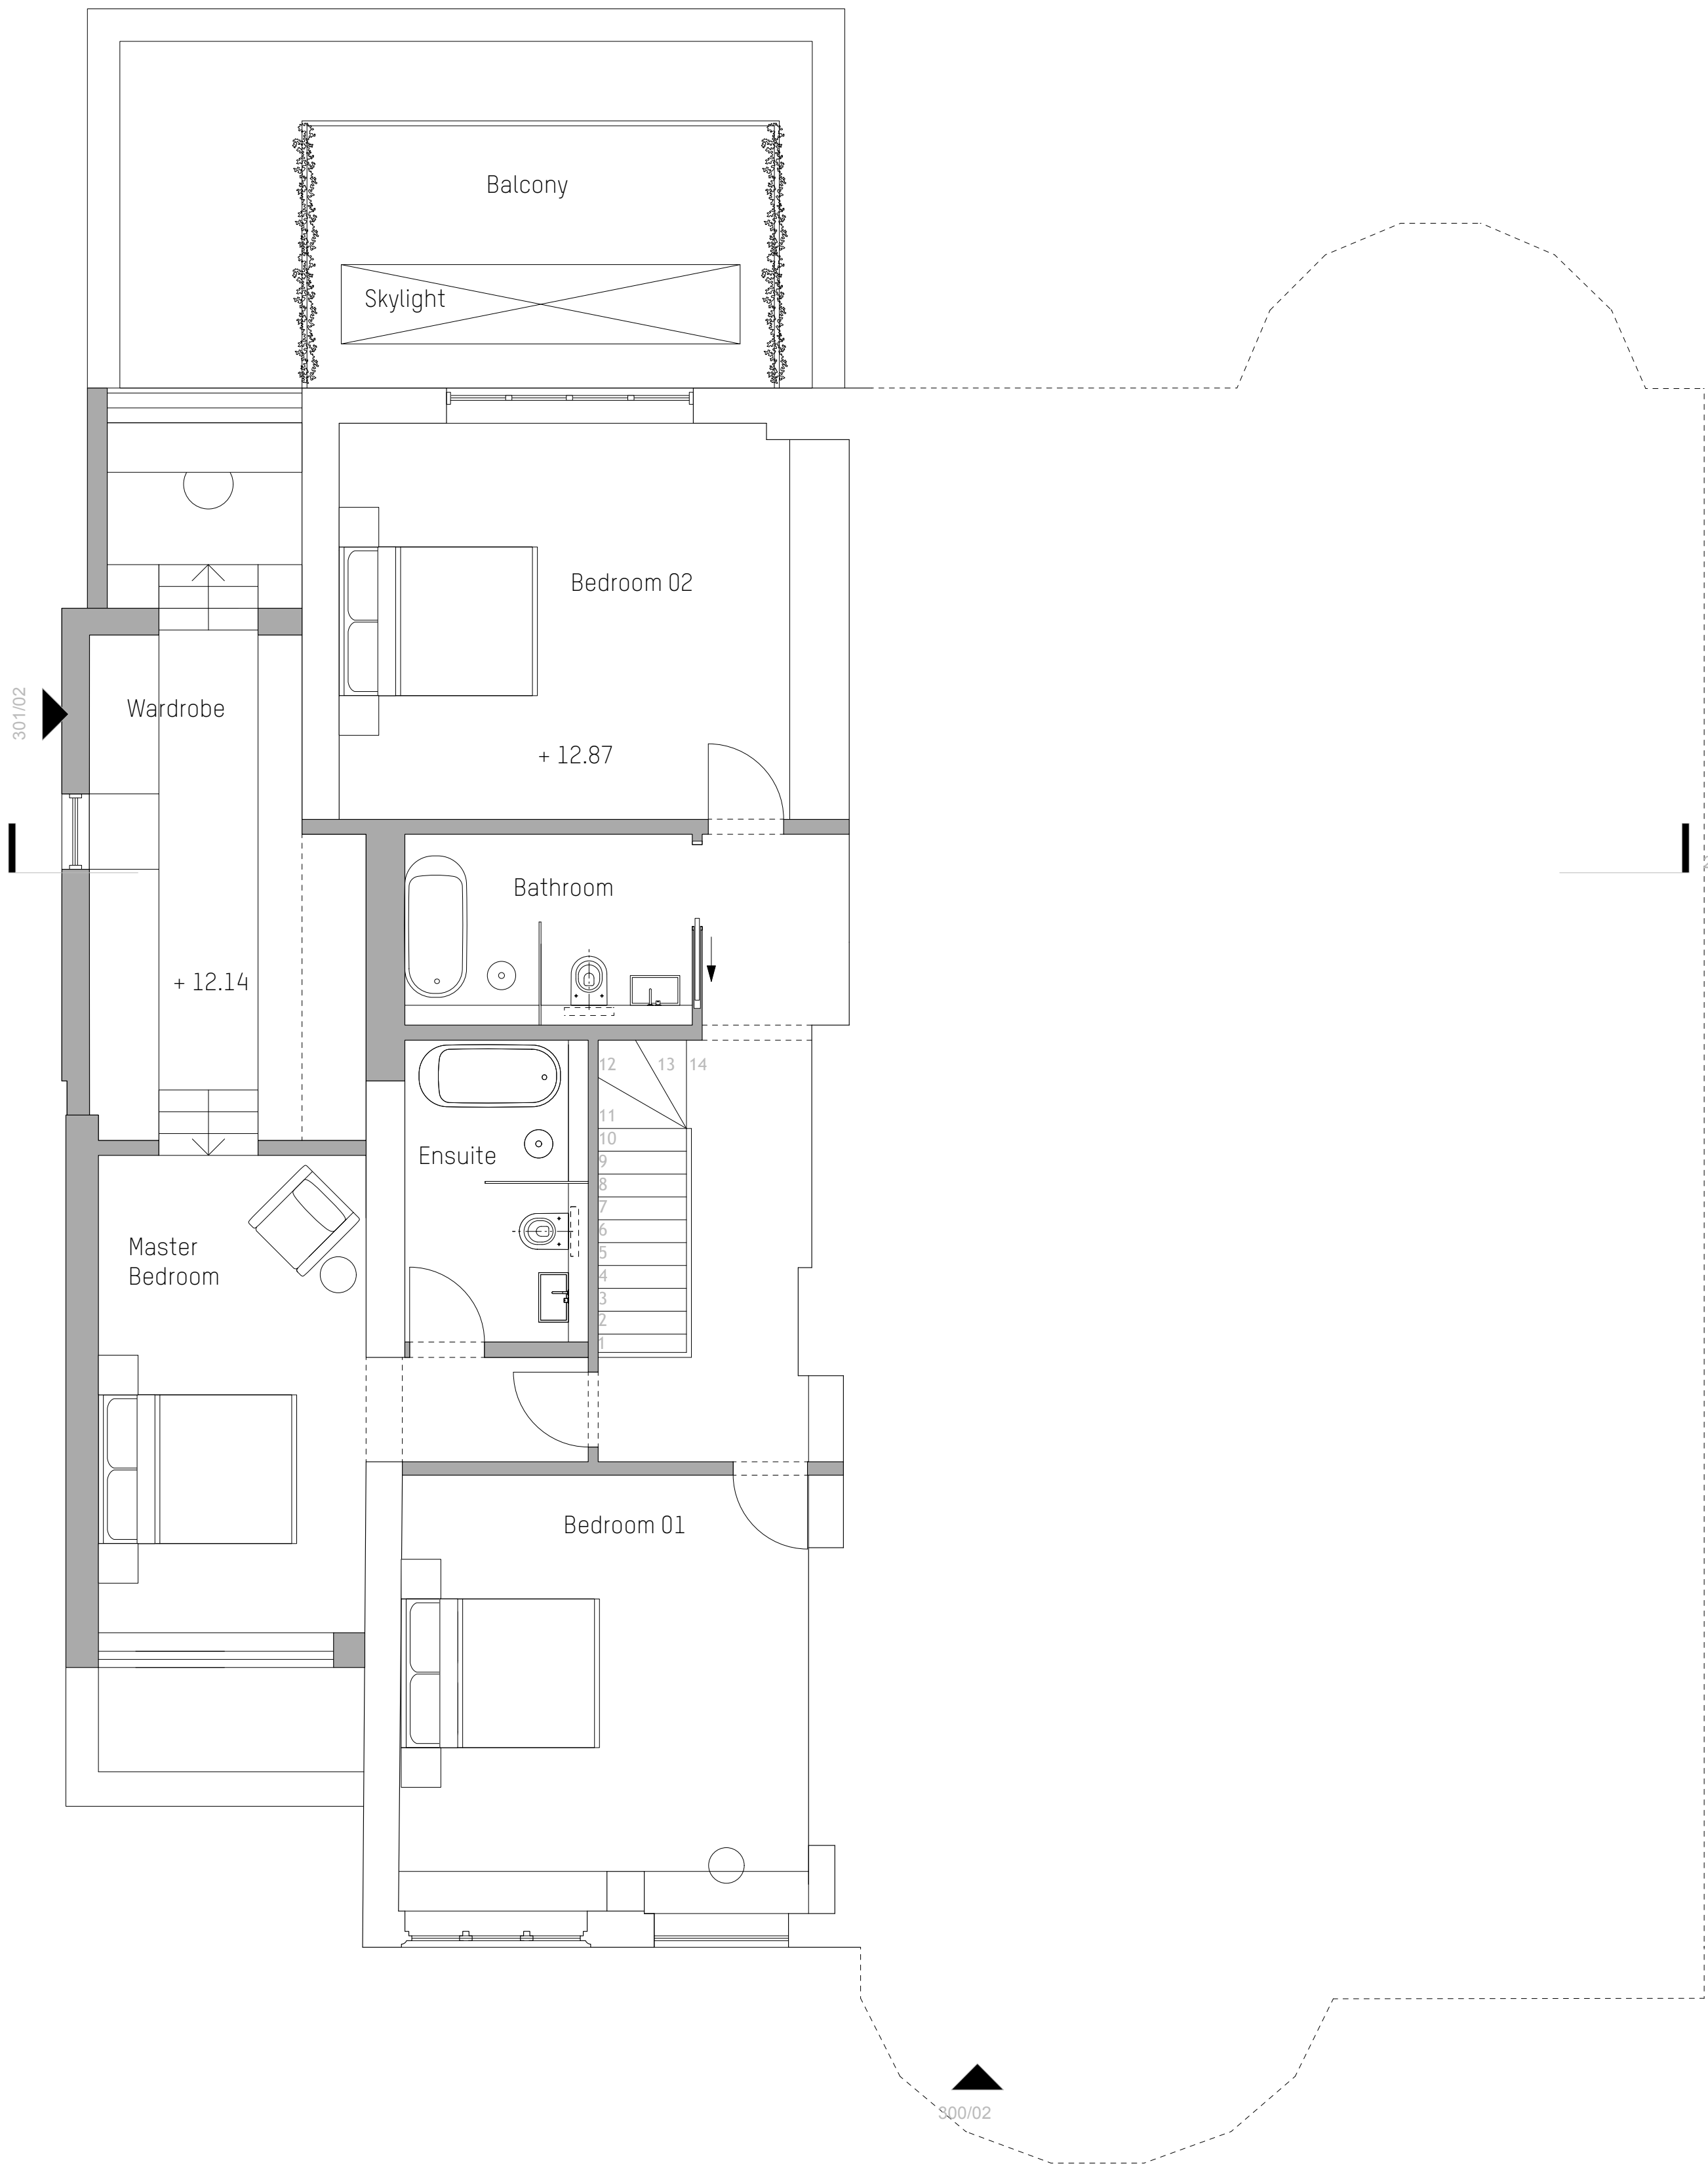 Balcony
Skylight
Bedroom 02
301/02
Wardrobe
+ 12.87
Bathroom
+ 12.14
12
13
14
11
10
9
8
7
6
5
4
3
2
1
Ensuite
Master
Bedroom
Bedroom 01
300/02